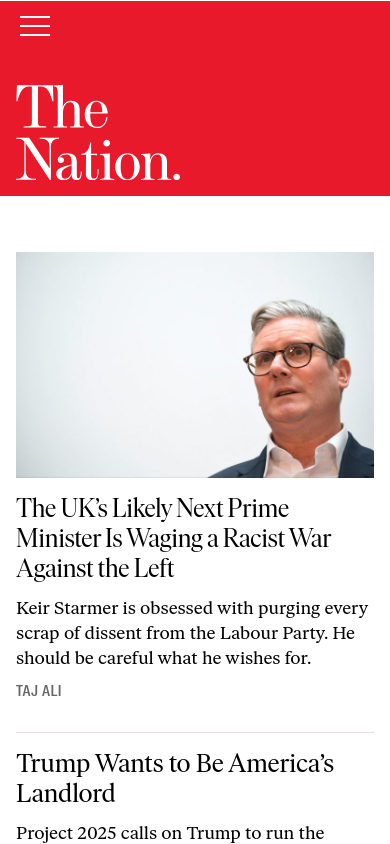 The
Nation.
The UK’s Likely Next Prime
Minister Is Waging a Racist War
Against the Left
Keir Starmer is obsessed with purging every
scrap of dissent from the Labour Party. He
should be careful what he wishes for.
TAJ ALI
Trump Wants to Be America’s
Landlord
Project 2025 calls on Trump to run the